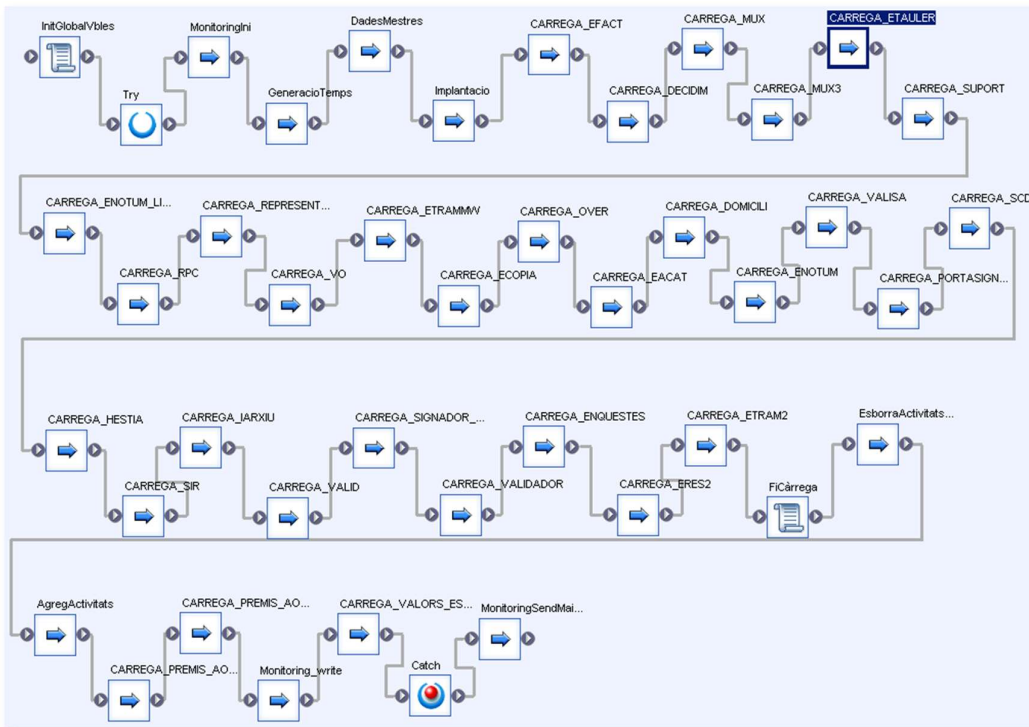 InitGlobalVbles
Try
MonitoringIni
GeneracioTemps
DadesMestres
Implantacio
CARREGA_EFACT
CARREGA_DECIDIM
CARREGA_MUX
CARREGA_MUX3
CARREGA_ETAULER
CARREGA_SUPORT
CARREGA_ENOTUM_LI...
CARREGA_RPC
CARREGA_REPRESENT...
CARREGA_VO
CARREGA_ETRAMMW
CARREGA_ECOPIA
CARREGA_OVER
CARREGA_EACAT
CARREGA_DOMICILI
CARREGA_ENOTUM
CARREGA_VALISA
CARREGA_PORTASIGN...
CARREGA_SCD
CARREGA_HESTIA
CARREGA_SIR
CARREGA_IARXIU
CARREGA_VALID
CARREGA_SIGNADOR_...
CARREGA_VALIDADOR
CARREGA_ENQUESTES
CARREGA_ERES2
CARREGA_ETRAM2
FiCàrrega
EsborraActivitats...
AgregActivitats
CARREGA_PREMIS_AO...
CARREGA_PREMIS_AO...
Monitoring_write
CARREGA_VALORS_ES...
Catch
MonitoringSendMai...